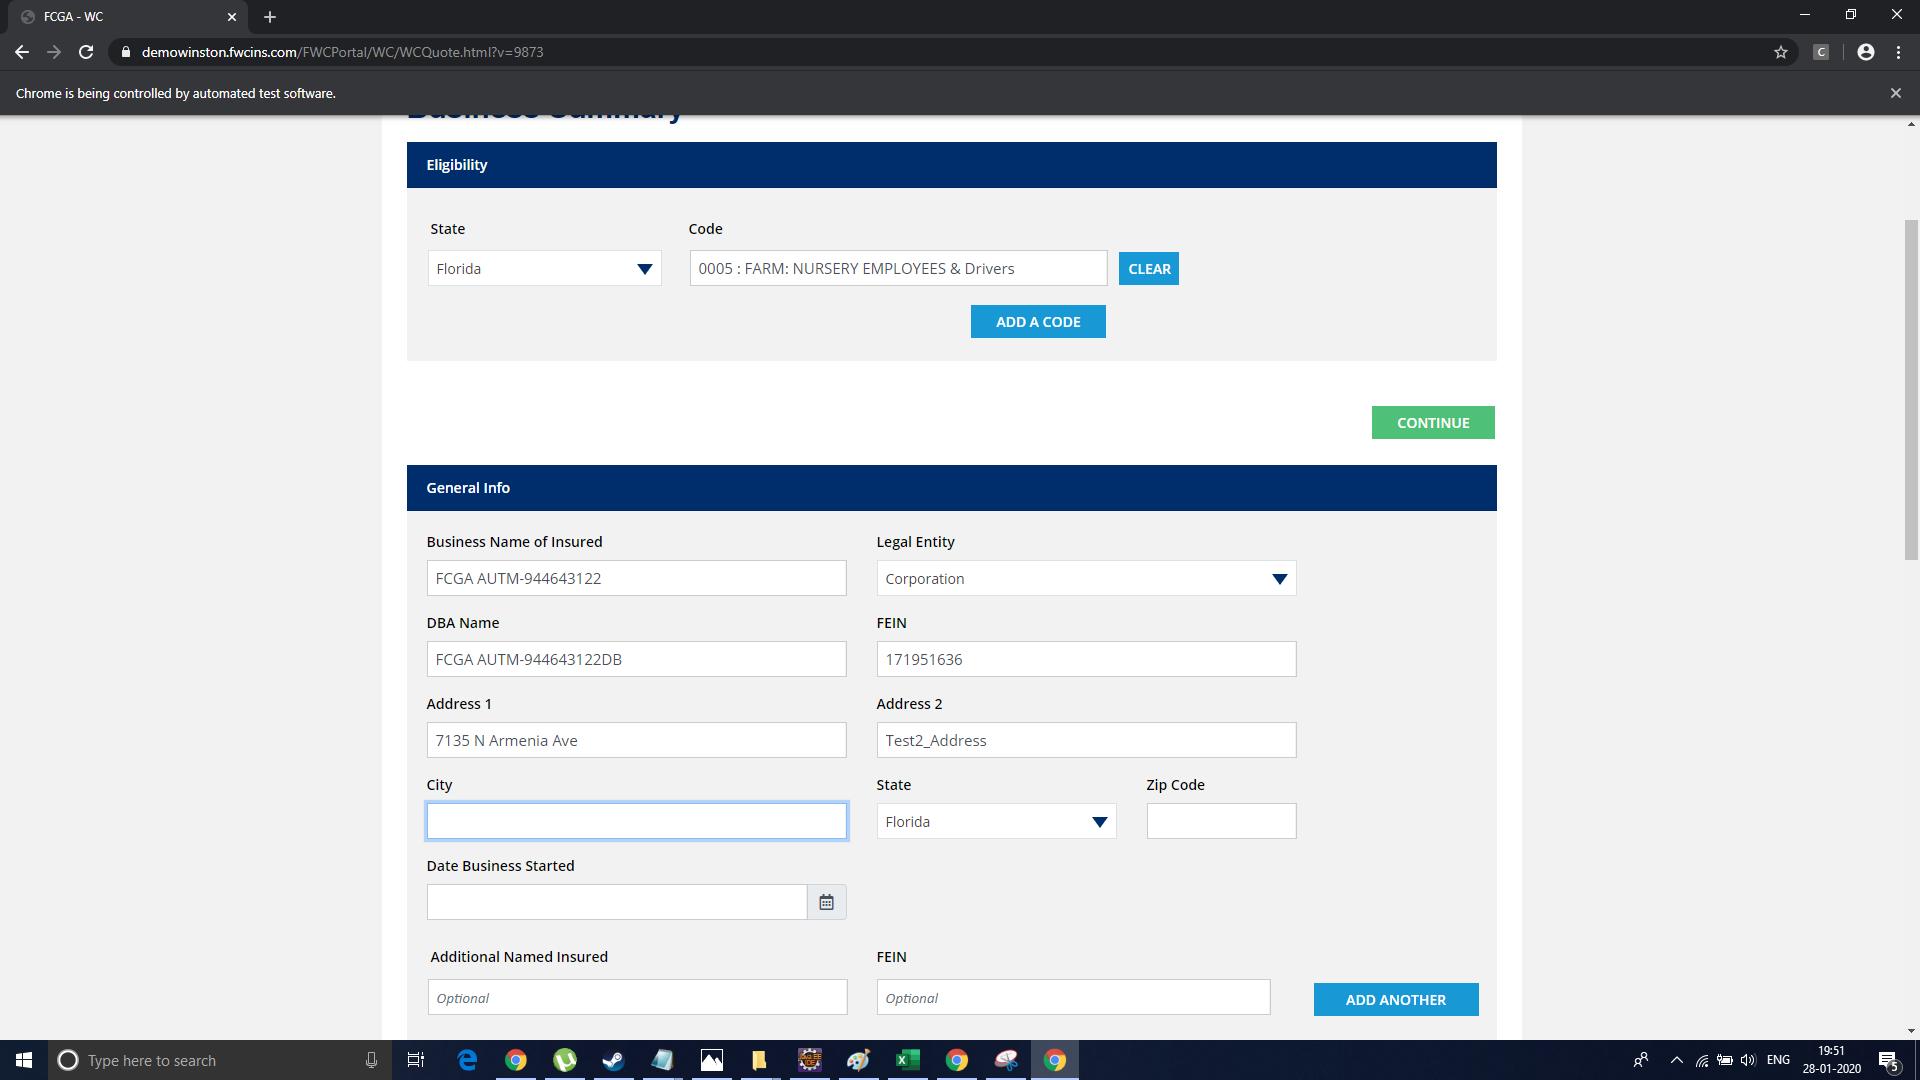 FCGA - WC
demowinston.fwcins.com/FWCPortal/WC/WCQuote.html?v=9873
C
Chrome is being controlled by automated test software.
Business Summary
Eligibility
State
Code
Florida
0005 : FARM: NURSERY EMPLOYEES & Drivers
CLEAR
ADD A CODE
CONTINUE
General Info
Business Name of Insured
Legal Entity
FCGA AUTM-944643122
Corporation
DBA Name
FEIN
FCGA AUTM-944643122DB
171951636
Address 1
Address 2
7135 N Armenia Ave
Test2_Address
City
State
Zip Code
Florida
Date Business Started
Additional Named Insured
FEIN
Optional
Optional
ADD ANOTHER
Type here to search
ENG
19:51
28-01-2020
5